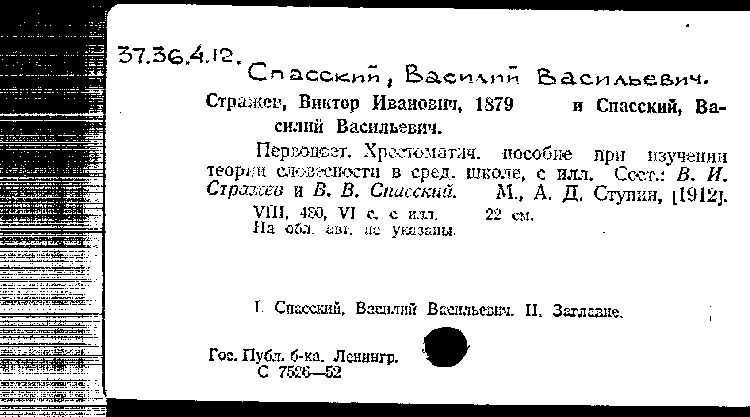 37.36.4.12.
Спасский, Василий Васильевич.
Стражев, Виктор Иванович, 1879 и Спасский, Ва-
силий Васильевич.
Первоцвет. Хрестоматич. пособие при изучении
теории словесности в сред. школе, с илл. Сост.: В. И.
Стражев и В. В. Спасский. М., А. Д. Ступин, [1912].
VIII, 480, VI с. с илл. 22 см.
На обл. авт. не указаны.
I. Спасский, Василий Васильевич. II. Заглавие.
Гос. Публ. б-ка. Ленингр.
С 7526—52